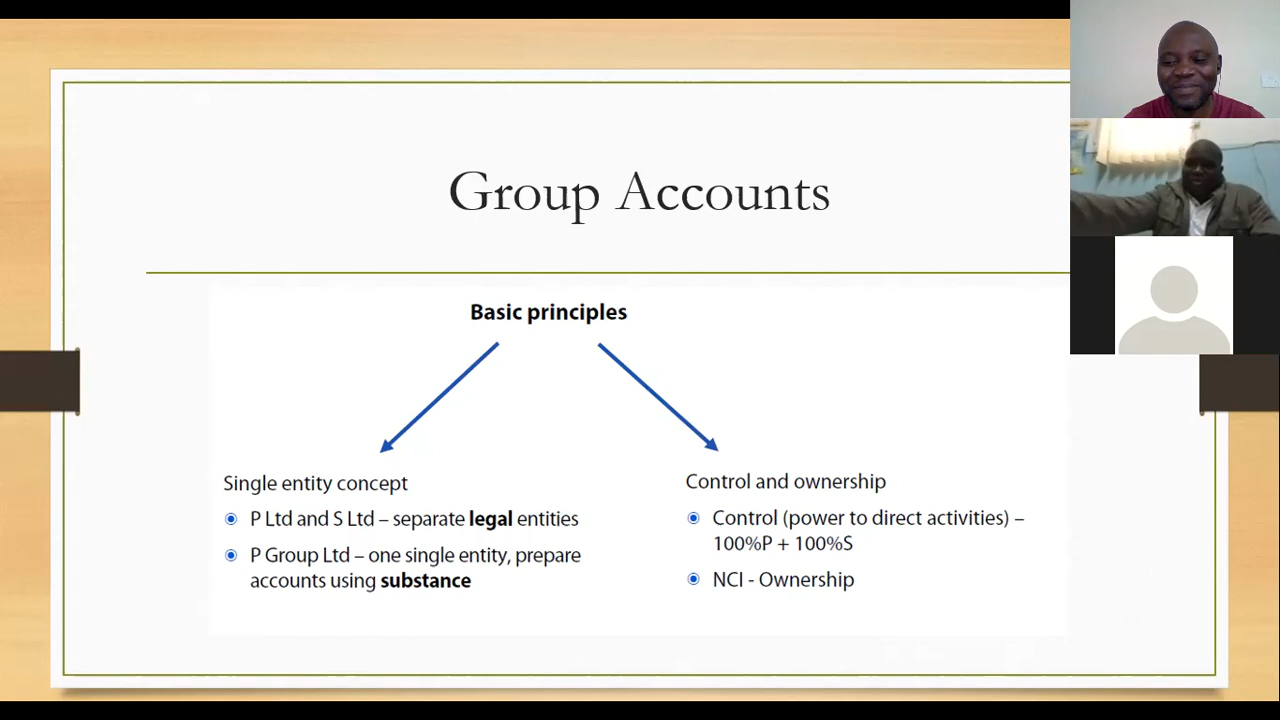 Group Accounts
Basic principles
Single entity concept
P Ltd and S Ltd – separate legal entities
P Group Ltd – one single entity, prepare
accounts using substance
Control and ownership
Control (power to direct activities) –
100%P + 100%S
NCI - Ownership